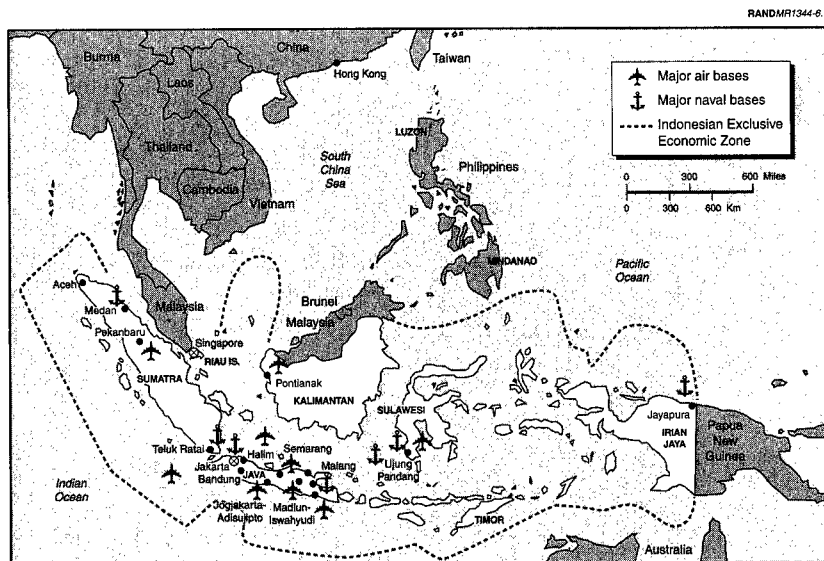 RANDMR1344-6.
Burma
China
Taiwan
Hong Kong
Laos
Thailand
Cambodia
Vietnam
South
China
Sea
LUZON
Philippines
MINDANAO
Pacific
Ocean
Major air bases
Major naval bases
Indonesian Exclusive
Economic Zone
0 300 600 Miles
0 300 600 Km
Aceh
Medan
Malaysia
Pekanbaru
Singapore
RIAU IS.
SUMATRA
Brunei
Malaysia
Pontianak
KALIMANTAN
SULAWESI
Jayapura
IRIAN
JAYA
Papua
New
Guinea
Teluk Ratai
Jakarta
Bandung
Halim
JAVA
Semarang
Malang
Ujung
Pandang
Indian
Ocean
Jogjakarta-
Adisujipto
Madiun-
Iswahyudi
TIMOR
Australia